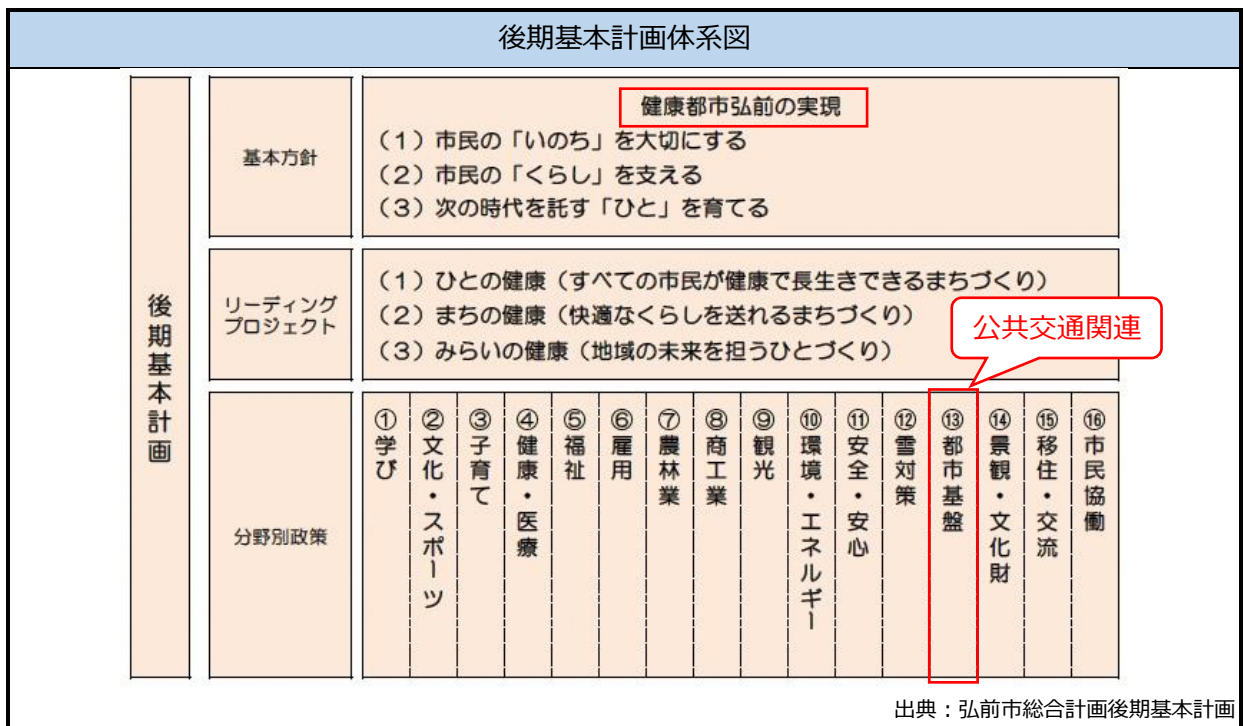 後期基本計画体系図
後期基本計画
基本方針
健康都市弘前の実現
(1)市民の「いのち」を大切にする
(2)市民の「くらし」を支える
(3)次の時代を託す「ひと」を育てる
リーディング
プロジェクト
(1)ひとの健康(すべての市民が健康で長生きできるまちづくり)
(2)まちの健康(快適なくらしを送れるまちづくり)
(3)みらいの健康(地域の未来を担うひとづくり)
公共交通関連
分野別政策
①学び
②文化・スポーツ
③子育て
④健康・医療
⑤福祉
⑥雇用
⑦農林業
⑧商工業
⑨観光
⑩環境・エネルギー
⑪安全・安心
⑫雪対策
⑬都市基盤
⑭景観・文化財
⑮移住・交流
⑯市民協働
出典:弘前市総合計画後期基本計画